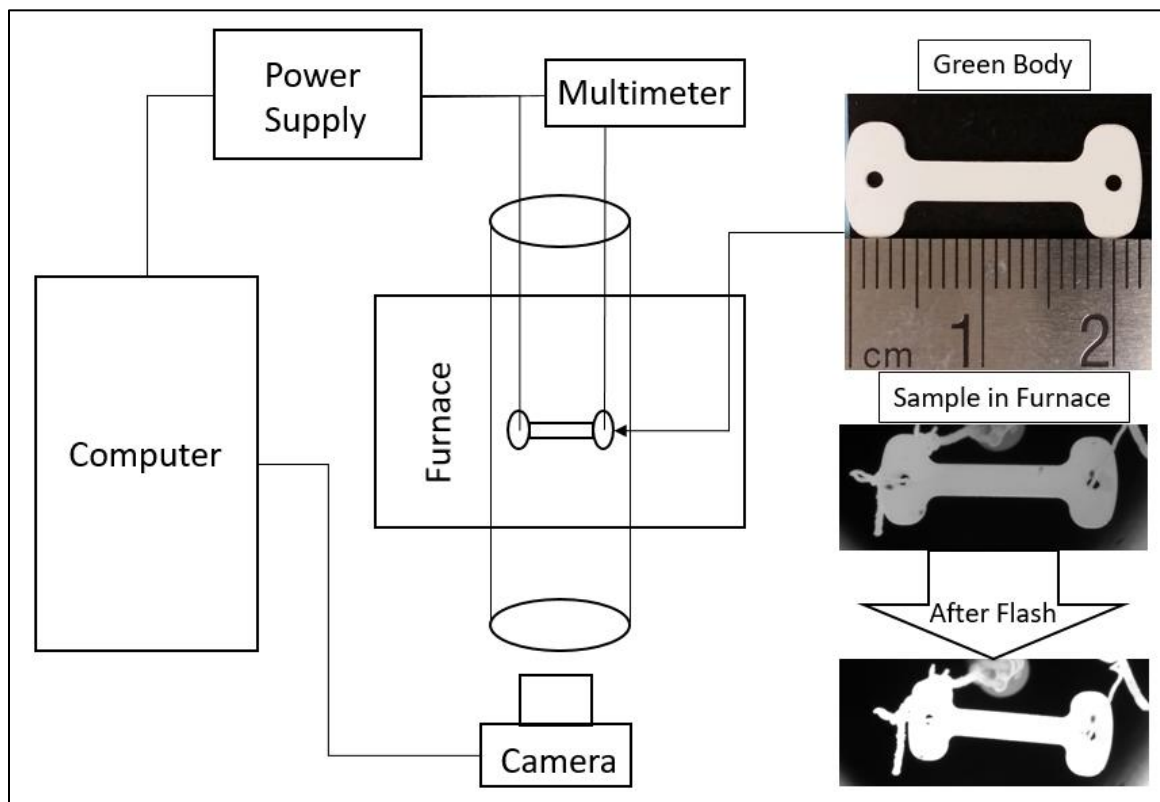 Power
Supply
Multimeter
Green Body
cm
1
2
Sample in Furnace
Furnace
Computer
After Flash
Camera